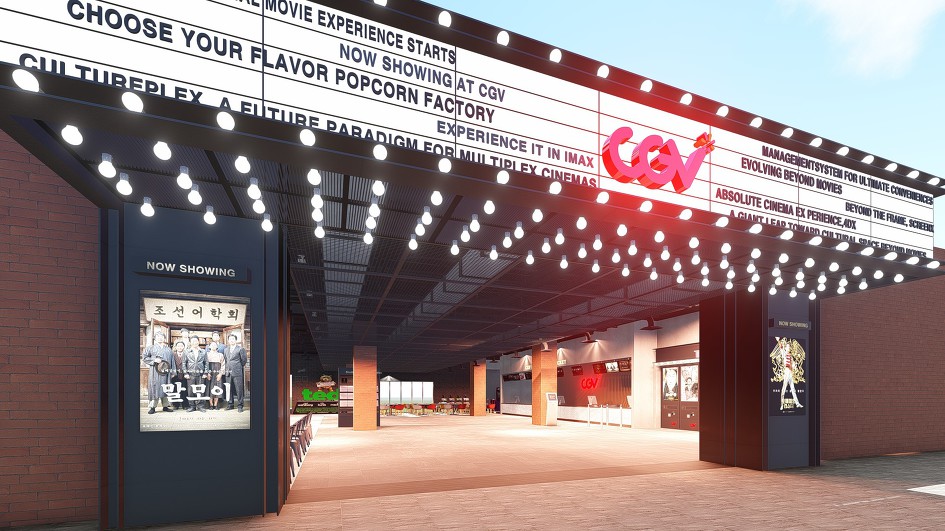 AL MOVIE EXPERIENCE STARTS
NOW SHOWING AT CGV
CHOOSE YOUR FLAVOR POPCORN FACTORY
EXPERIENCE IT IN IMAX
CULTUREPLEX, A FUTURE PARADIGM FOR MULTIPLEX CINEMAS
CGV
MANAGEMENTSYSTEM FOR ULTIMATE CONVENIENCES
EVOLVING BEYOND MOVIES
BEYOND THE FRAME, SCREENX
ABSOLUTE CINEMA EX PERIENCE,4DX
A GIANT LEAP TOWARD CULTURAL SPACE BEYOND
NOW SHOWING
조선어학회
말모이
NOW SHOWING
CGV
ted